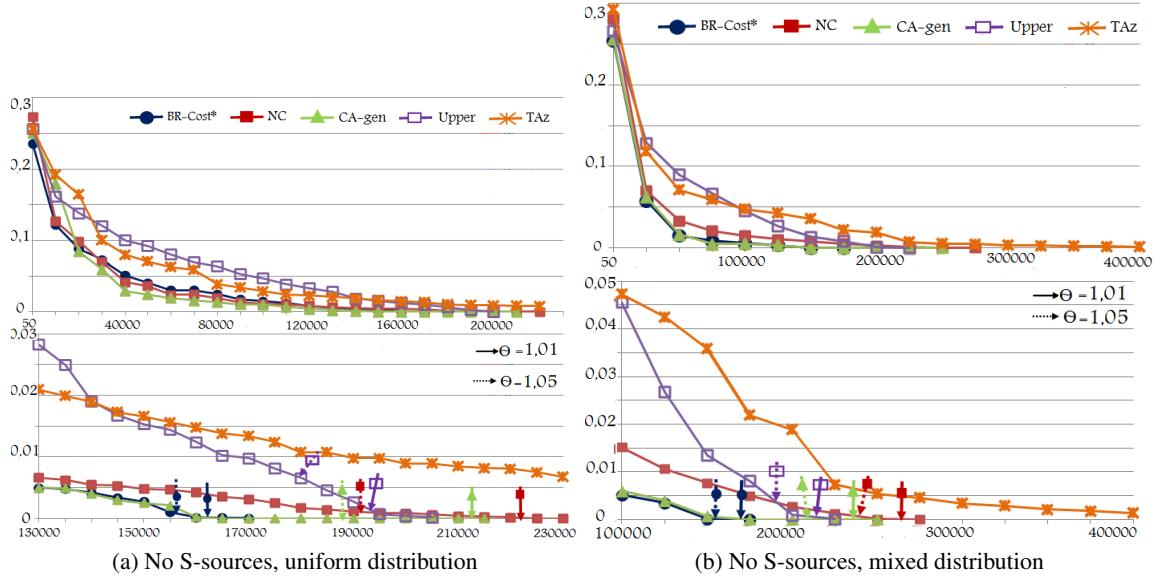 0,3
BR-Cost* NC CA-gen Upper TAz
0,2
0,1
0
50 40000 80000 120000 160000 200000
0,03
Θ=1,01
Θ=1,05
0,02
0,01
0
130000 150000 170000 190000 210000 230000
(a) No S-sources, uniform distribution
0,3
BR-Cost* NC CA-gen Upper TAz
0,2
0,1
0
50 100000 200000 300000 400000
0,05
Θ=1,01
Θ=1,05
0,04
0,03
0,02
0,01
0
100000 200000 300000 400000
(b) No S-sources, mixed distribution